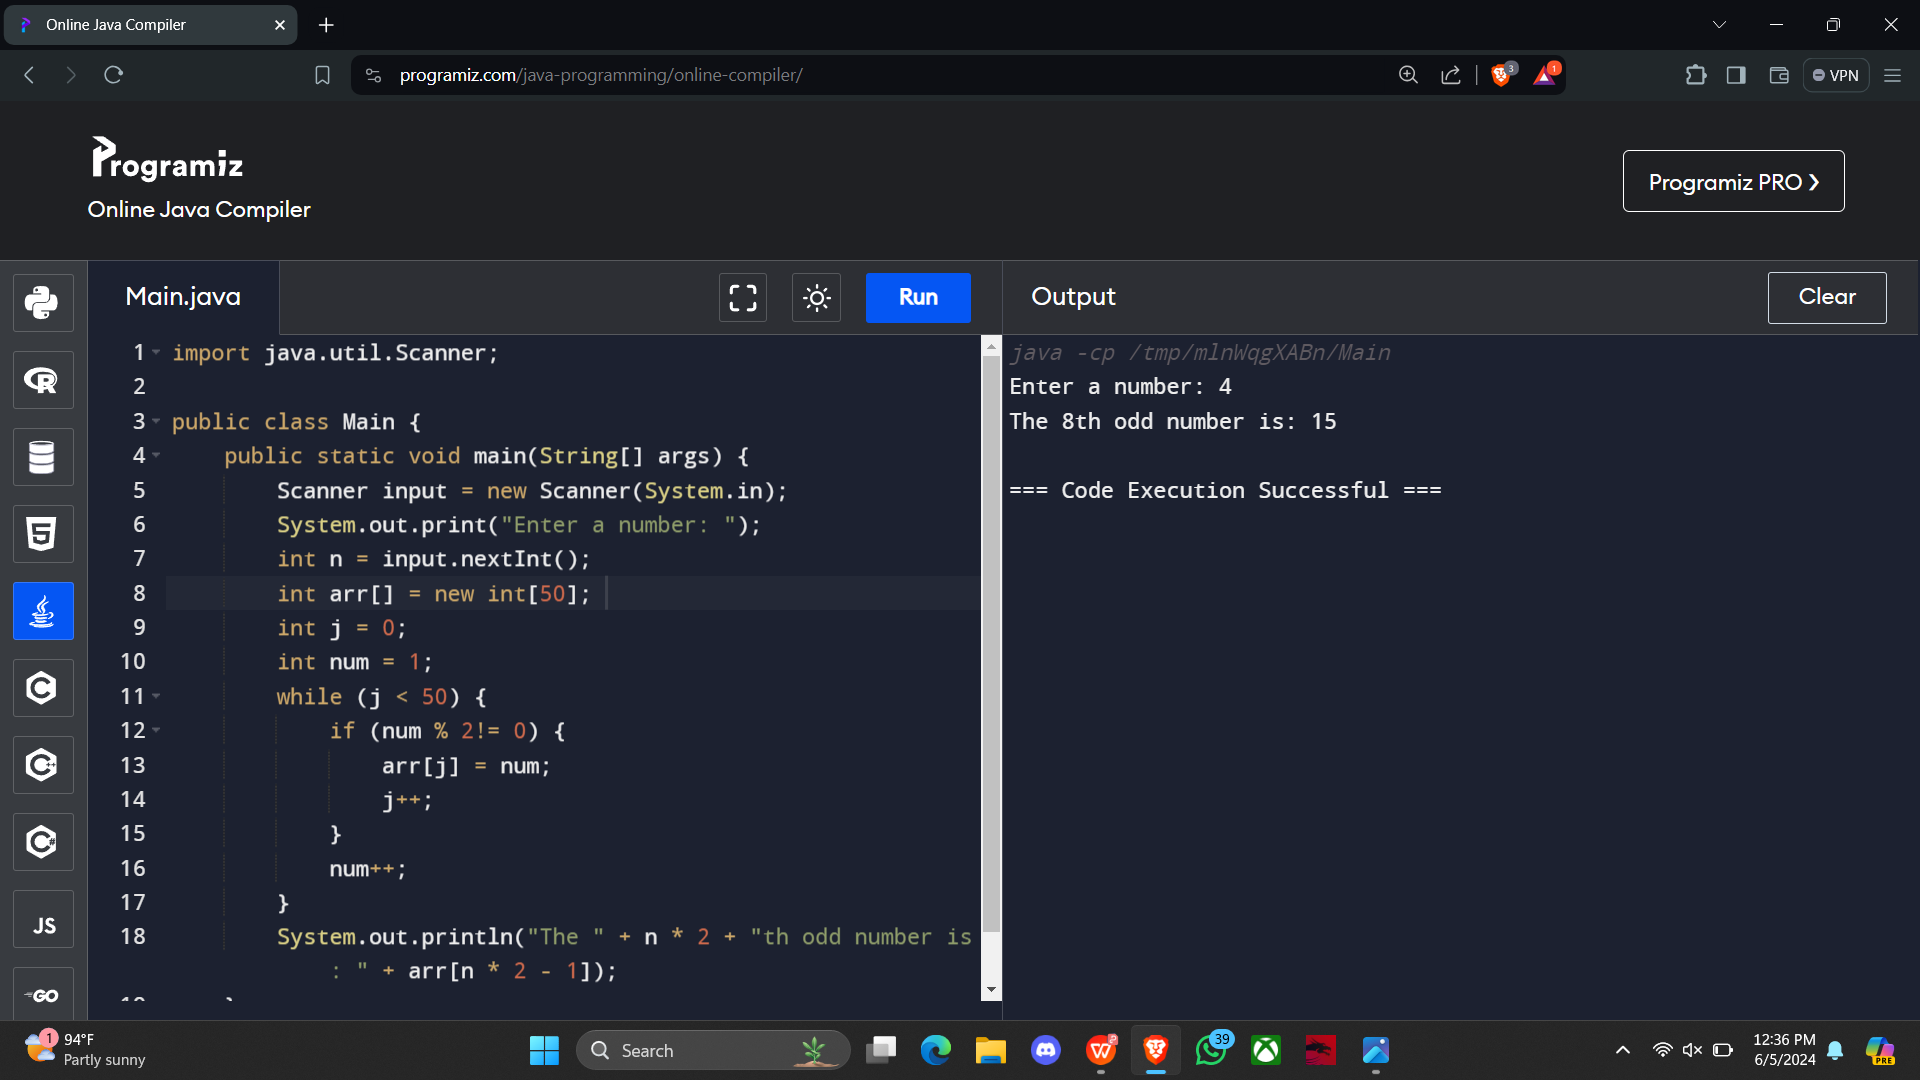 Online Java Compiler
programiz.com/java-programming/online-compiler/
3
1
VPN
Programiz
Online Java Compiler
Programiz PRO ❯
Main.java
Run
Output
Clear
1 import java.util.Scanner;
2
3 public class Main {
4 public static void main(String[] args) {
5 Scanner input = new Scanner(System.in);
6 System.out.print("Enter a number: ");
7 int n = input.nextInt();
8 int arr[] = new int[50];
9 int j = 0;
10 int num = 1;
11 while (j < 50) {
12 if (num % 2!= 0) {
13 arr[j] = num;
14 j++;
15 }
16 num++;
17 }
18 System.out.println("The " + n * 2 + "th odd number is
: " + arr[n * 2 - 1]);
java -cp /tmp/mlnWqgXABn/Main
Enter a number: 4
The 8th odd number is: 15
=== Code Execution Successful ===
R
5
C
C++
C#
JS
GO
1
94°F
Partly sunny
Search
39
12:36 PM
6/5/2024
PRE